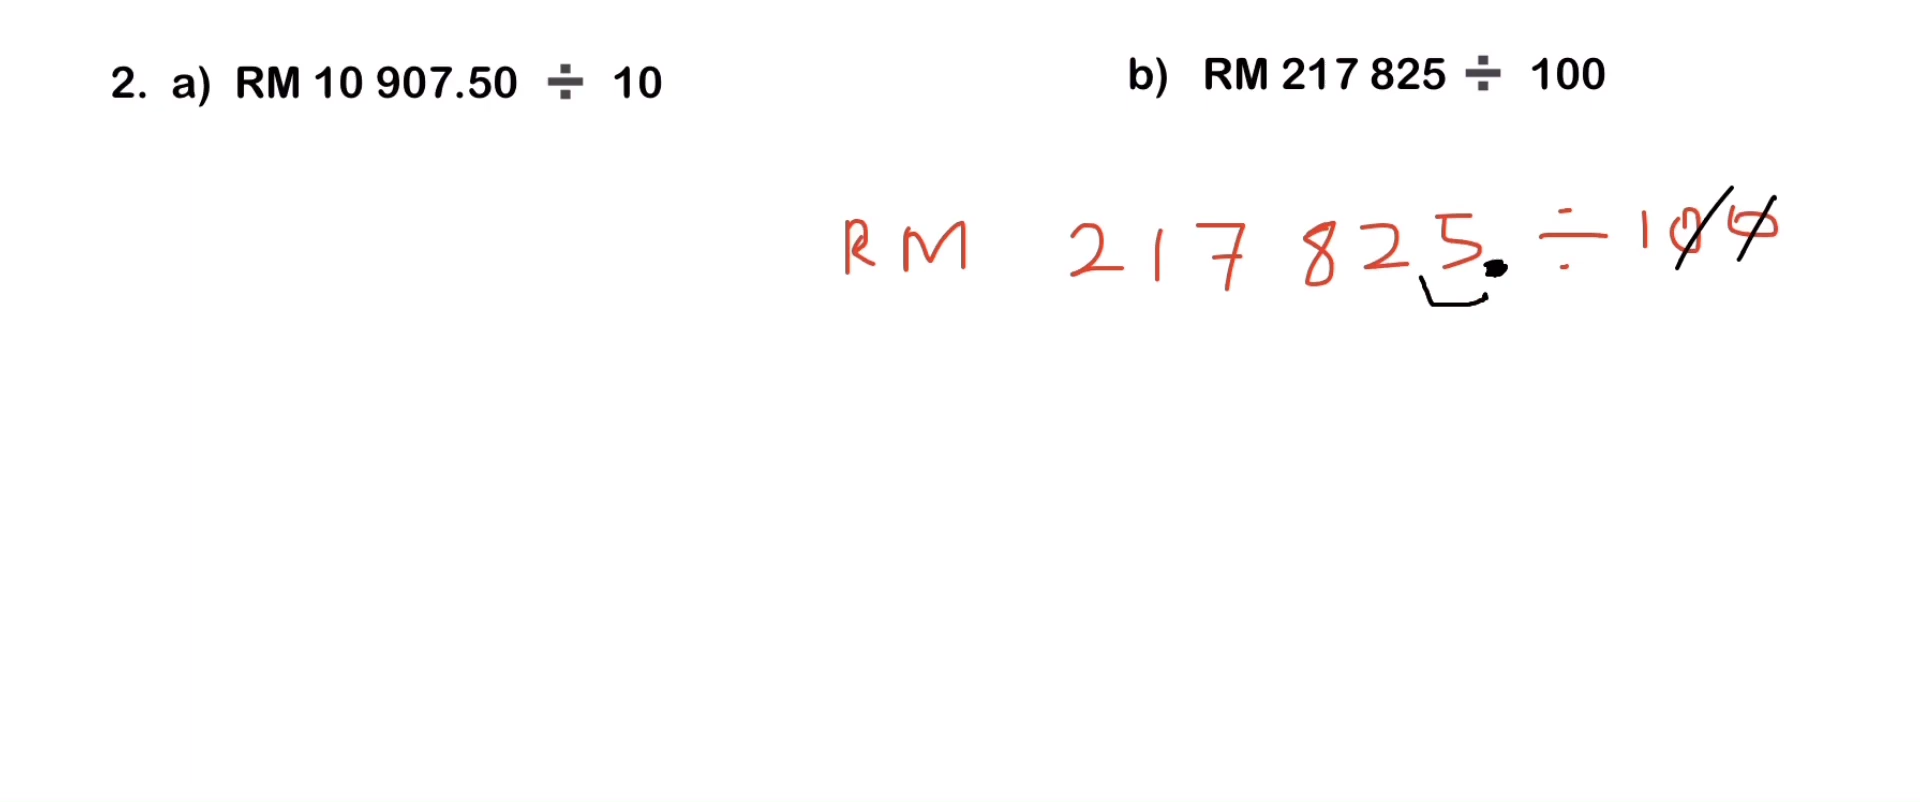 2. a) RM 10 907.50 ÷ 10
b) RM 217 825 ÷ 100
RM 217 825. ÷ 100